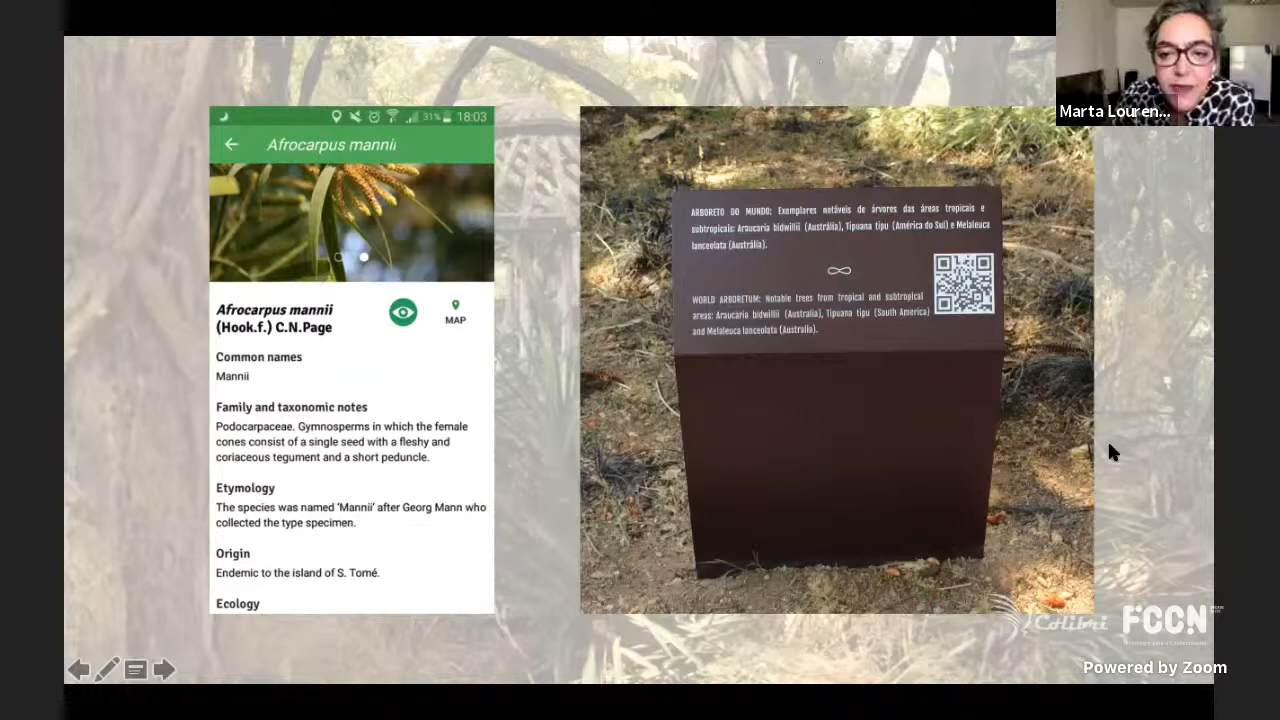 Marta Louren...
31%
18:03
Afrocarpus mannii
Afrocarpus mannii
(Hook.f.) C.N.Page
MAP
Common names
Mannii
Family and taxonomic notes
Podocarpaceae. Gymnosperms in which the female
cones consist of a single seed with a fleshy and
coriaceous tegument and a short peduncle.
Etymology
The species was named 'Mannii' after Georg Mann who
collected the type specimen.
Origin
Endemic to the island of S. Tomé.
Ecology
ARBORETO DO MUNDO: Exemplares notáveis de árvores das áreas tropicais e
subtropicais: Araucaria bidwillii (Austrália), Tipuana tipu (América do Sul) e Melaleuca
lanceolata (Austrália).
WORLD ARBORETUM: Notable trees from tropical and subtropical
areas: Araucaria bidwillii (Australia), Tipuana tipu (South America)
and Melaleuca lanceolata (Australia).
Colibri
FCCN
Powered by Zoom